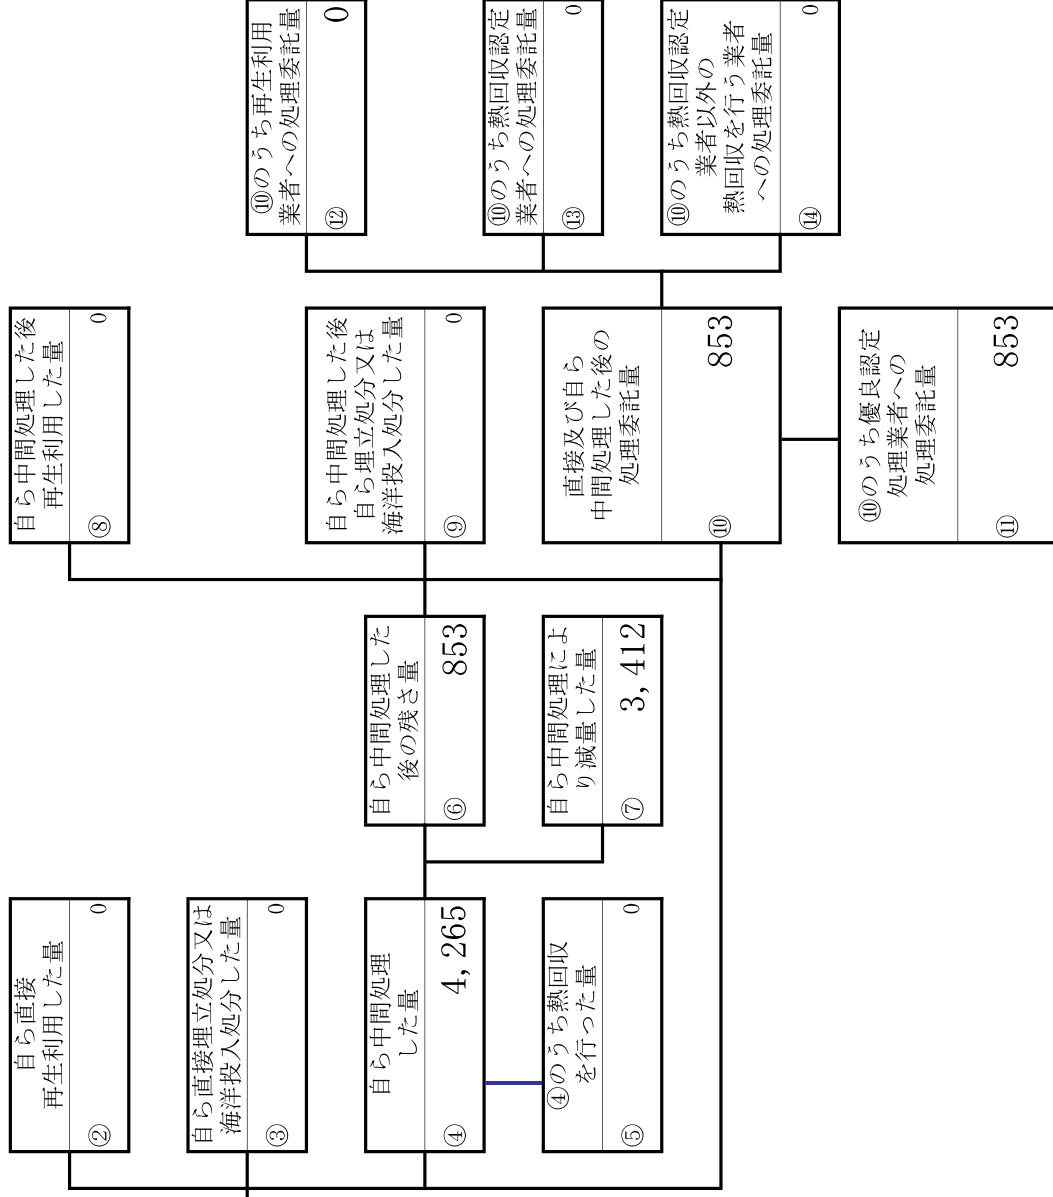 自ら直接
再生利用した量
② 0
自ら直接埋立処分又は
海洋投入処分した量
③ 0
自ら中間処理
した量
④ 4,265
④のうち熱回収
を行った量
⑤ 0
自ら中間処理した
後の残さ量
⑥ 853
自ら中間処理によ
り減量した量
⑦ 3,412
自ら中間処理した後
再生利用した量
⑧ 0
自ら中間処理した後
自ら埋立処分又は
海洋投入処分した量
⑨ 0
直接及び自ら
中間処理した後の
処理委託量
⑩ 853
⑩のうち優良認定
処理業者への
処理委託量
⑪ 853
⑩のうち再生利用
業者への処理委託量
⑫ 0
⑩のうち熱回収認定
業者への処理委託量
⑬ 0
⑩のうち熱回収認定
業者以外の
熱回収を行う業者
への処理委託量
⑭ 0